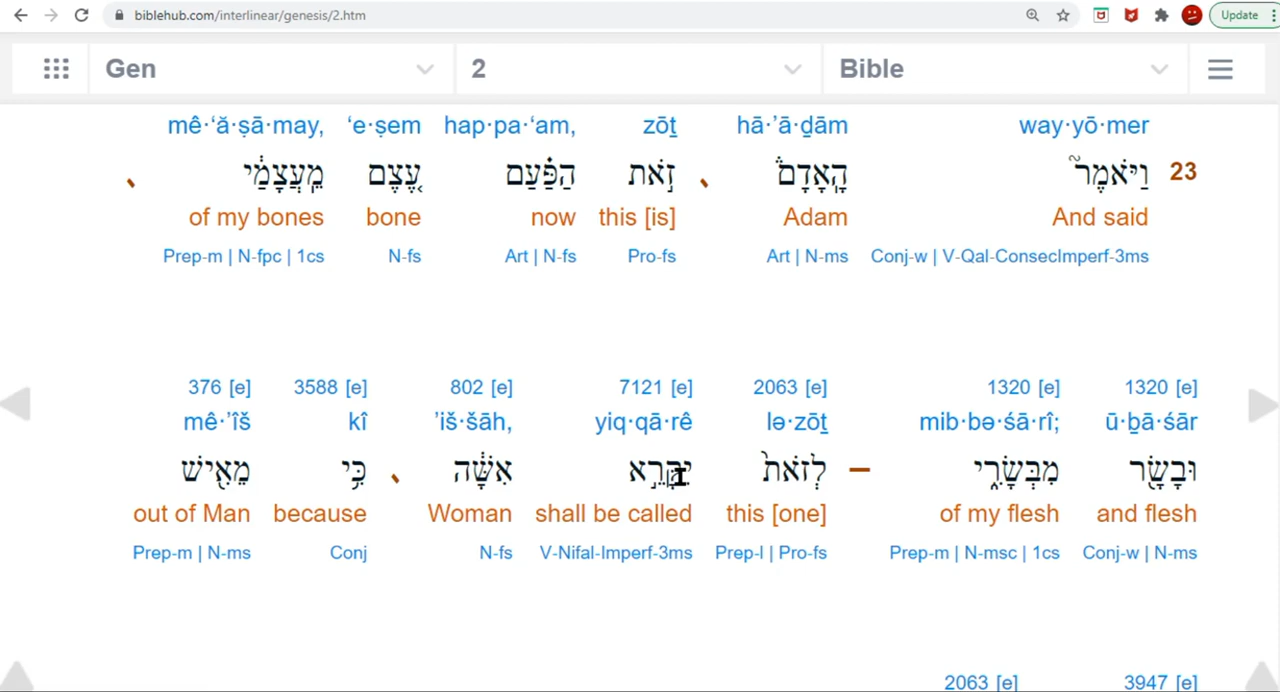 biblehub.com/interlinear/genesis/2.htm Update
Gen 2 Bible
mê·‘ă·ṣā·may, ‘e·ṣem hap·pa·‘am, zōṯ hā·’ā·ḏām way·yō·mer
23 וַיֹּאמֶר֮ הָֽאָדָם֒ ، זֹ֣את הַפַּ֗עַם עֶ֚צֶם מֵֽעֲצָמַ֔י ،
of my bones bone now this [is] Adam And said
Prep-m | N-fpc | 1cs N-fs Art | N-fs Pro-fs Art | N-ms Conj-w | V-Qal-ConsecImperf-3ms
376 [e] 3588 [e] 802 [e] 7121 [e] 2063 [e] 1320 [e] 1320 [e]
mê·’îš kî ’iš·šāh, yiq·qā·rê lə·zōṯ mib·bə·śā·rî; ū·ḇā·śār
וּבָשָׂ֖ר מִבְּשָׂרִ֑י – לְזֹאת֙ יִקָּרֵ֣א אִשָּׁ֔ה ، כִּ֥י מֵאִ֖ישׁ
out of Man because Woman shall be called this [one] of my flesh and flesh
Prep-m | N-ms Conj N-fs V-Nifal-Imperf-3ms Prep-l | Pro-fs Prep-m | N-msc | 1cs Conj-w | N-ms
2063 [e] 3947 [e]